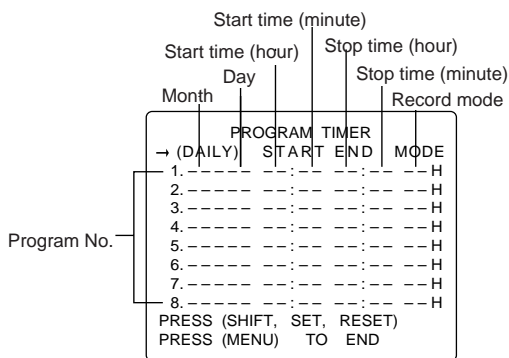 Start time (minute)
Start time (hour)
Stop time (hour)
Day
Stop time (minute)
Month
Record mode
PROGRAM TIMER
→ (DAILY) START END MODE
1. – – – – – – –:– – – –:– – – –H
2. – – – – – – –:– – – –:– – – –H
3. – – – – – – –:– – – –:– – – –H
4. – – – – – – –:– – – –:– – – –H
5. – – – – – – –:– – – –:– – – –H
Program No.
6. – – – – – – –:– – – –:– – – –H
7. – – – – – – –:– – – –:– – – –H
8. – – – – – – –:– – – –:– – – –H
PRESS (SHIFT, SET, RESET)
PRESS (MENU) TO END